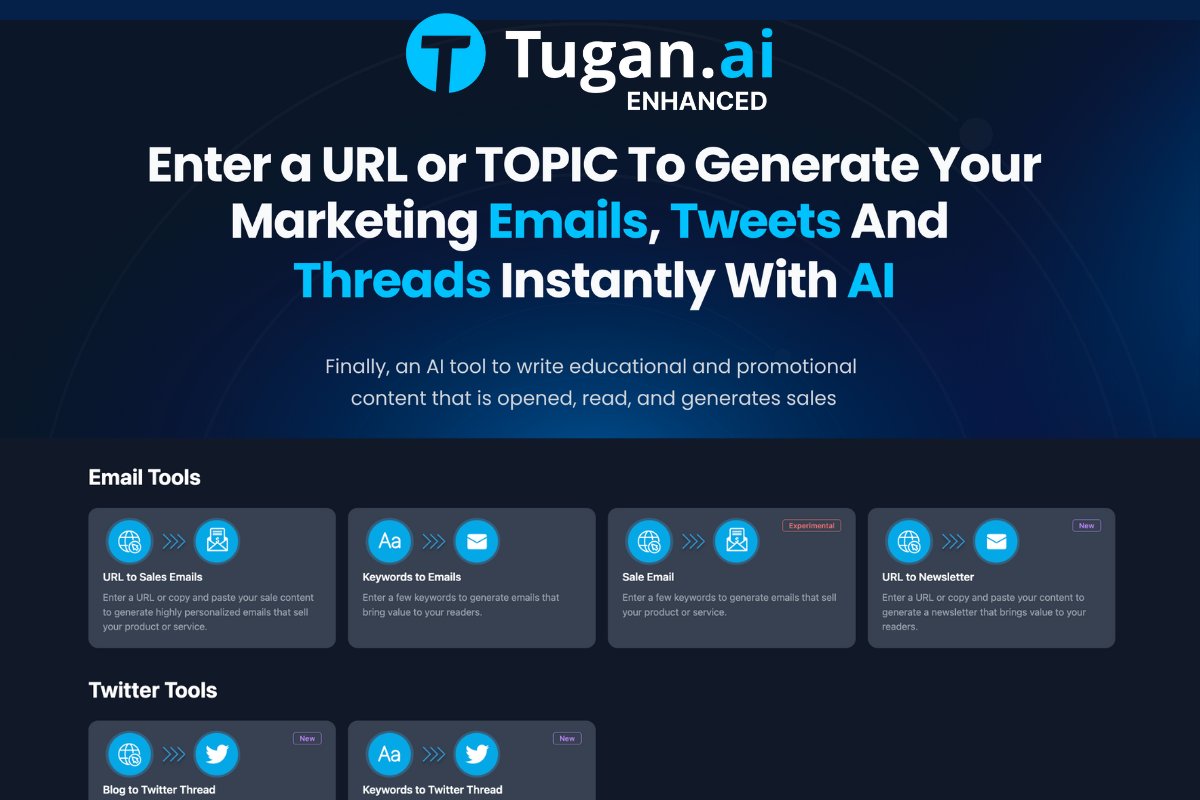 Tugan.ai
ENHANCED
Enter a URL or TOPIC To Generate Your
Marketing Emails, Tweets And
Threads Instantly With AI
Finally, an AI tool to write educational and promotional
content that is opened, read, and generates sales
Email Tools
URL to Sales Emails
Enter a URL or copy and paste your sale content
to generate highly personalized emails that sell
your product or service.
Aa
Keywords to Emails
Enter a few keywords to generate emails that
bring value to your readers.
Experimental
Sale Email
Enter a few keywords to generate emails that sell
your product or service.
New
URL to Newsletter
Enter a URL or copy and paste your content to
generate a newsletter that brings value to your
readers.
Twitter Tools
New
Blog to Twitter Thread
Aa
New
Keywords to Twitter Thread